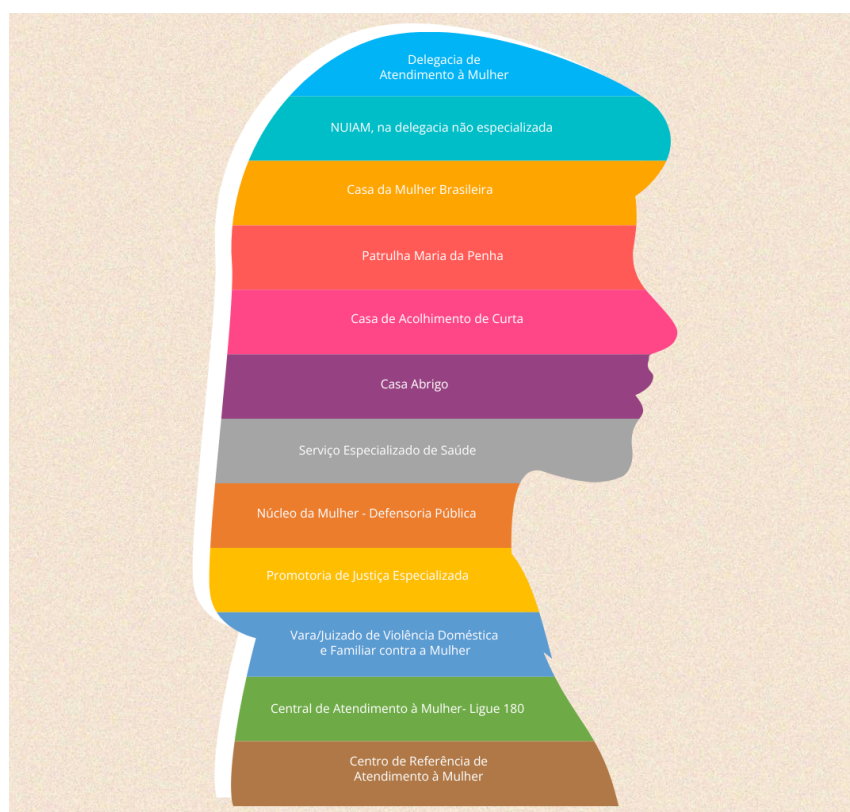 Delegacia de
Atendimento à Mulher
NUIAM, na delegacia não especializada
Casa da Mulher Brasileira
Patrulha Maria da Penha
Casa de Acolhimento de Curta
Casa Abrigo
Serviço Especializado de Saúde
Núcleo da Mulher - Defensoria Pública
Promotoria de Justiça Especializada
Vara/Juizado de Violência Doméstica
e Familiar contra a Mulher
Central de Atendimento à Mulher- Ligue 180
Centro de Referência de
Atendimento à Mulher